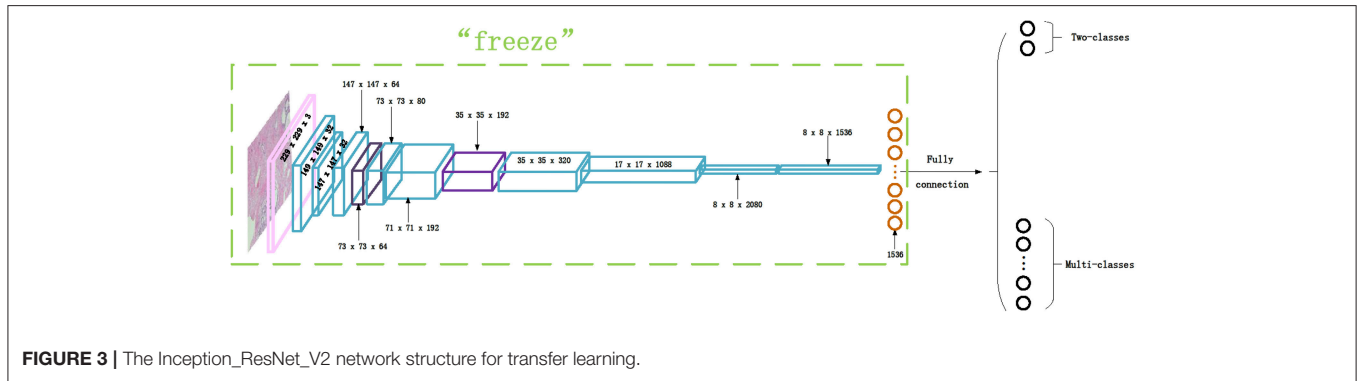 “freeze”
Two-classes
147 x 147 x 64
73 x 73 x 80
35 x 35 x 192
229 x 229 x 3
149 x 149 x 32
147 x 147 x 32
35 x 35 x 320
17 x 17 x 1088
8 x 8 x 1536
Fully
connection
8 x 8 x 2080
71 x 71 x 192
73 x 73 x 64
1536
Multi-classes
FIGURE 3 | The Inception_ResNet_V2 network structure for transfer learning.